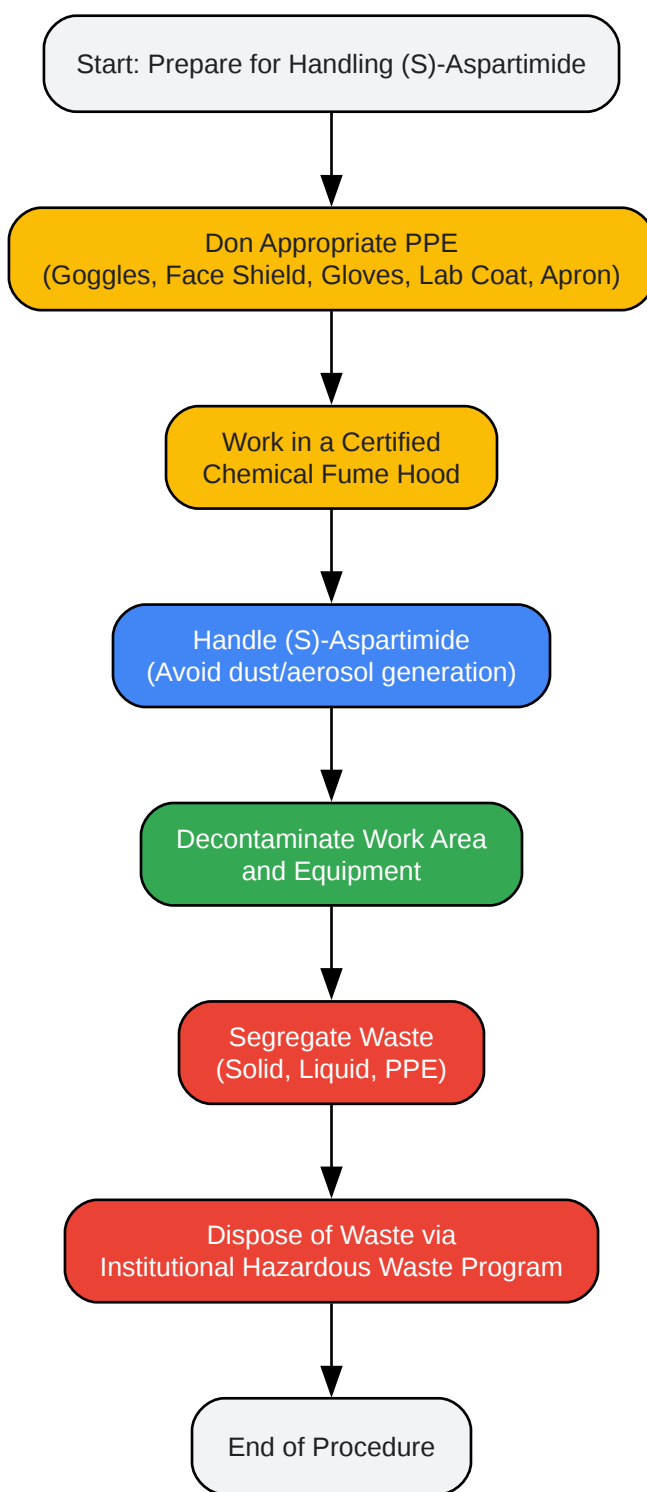 Start: Prepare for Handling (S)-Aspartimide
Don Appropriate PPE
(Goggles, Face Shield, Gloves, Lab Coat, Apron)
Work in a Certified
Chemical Fume Hood
Handle (S)-Aspartimide
(Avoid dust/aerosol generation)
Decontaminate Work Area
and Equipment
Segregate Waste
(Solid, Liquid, PPE)
Dispose of Waste via
Institutional Hazardous Waste Program
End of Procedure